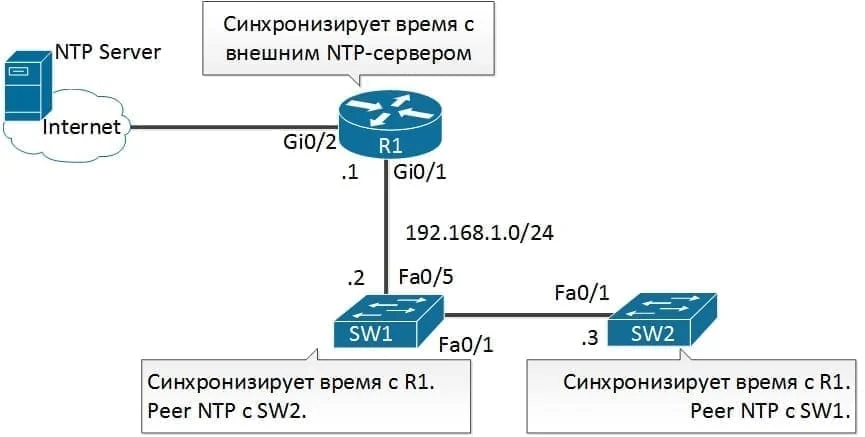 Синхронизирует время с
внешним NTP-сервером
NTP Server
Internet
Gi0/2
R1
.1
Gi0/1
192.168.1.0/24
.2
Fa0/5
Fa0/1
SW1
Fa0/1
.3
SW2
Синхронизирует время с R1.
Peer NTP с SW2.
Синхронизирует время с R1.
Peer NTP с SW1.